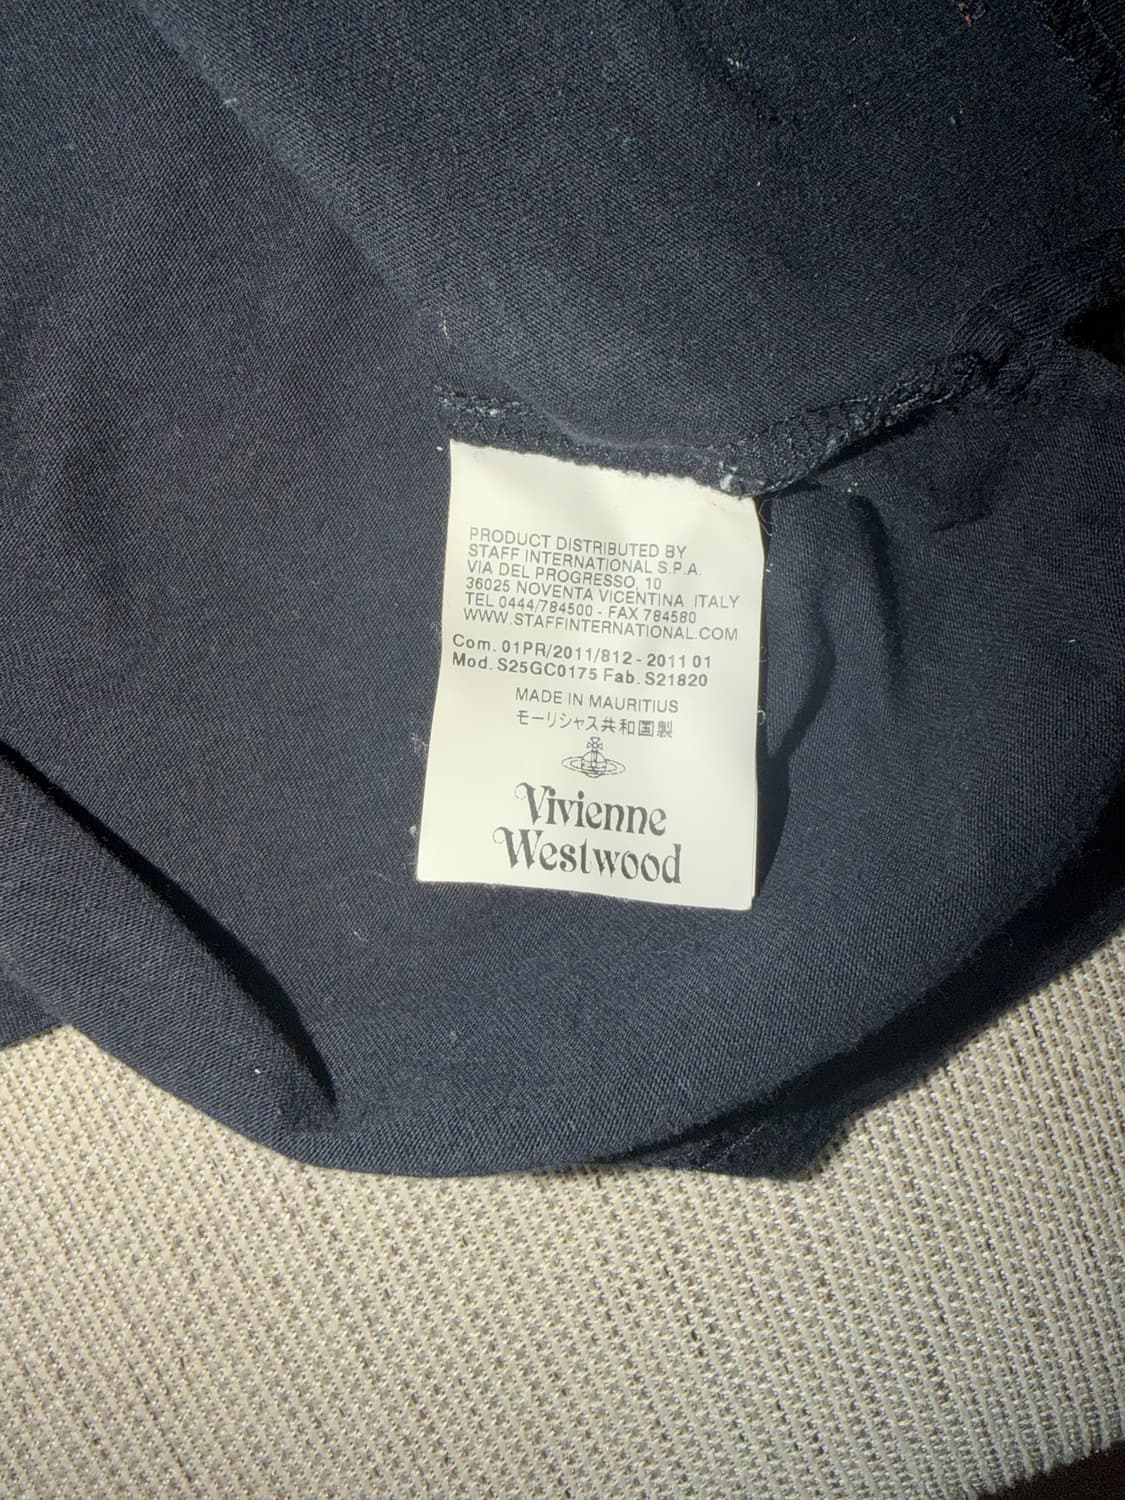 PRODUCT DISTRIBUTED BY
STAFF INTERNATIONAL S.P.A.
VIA DEL PROGRESSO, 10
36025 NOVENTA VICENTINA ITALY
TEL 0444/784500 - FAX 784580
WWW.STAFFINTERNATIONAL.COM
Com. 01PR/2011/812 - 2011 01
Mod. S25GC0175 Fab. S21820
MADE IN MAURITIUS
モーリシャス共和国製
Vivienne
Westwood